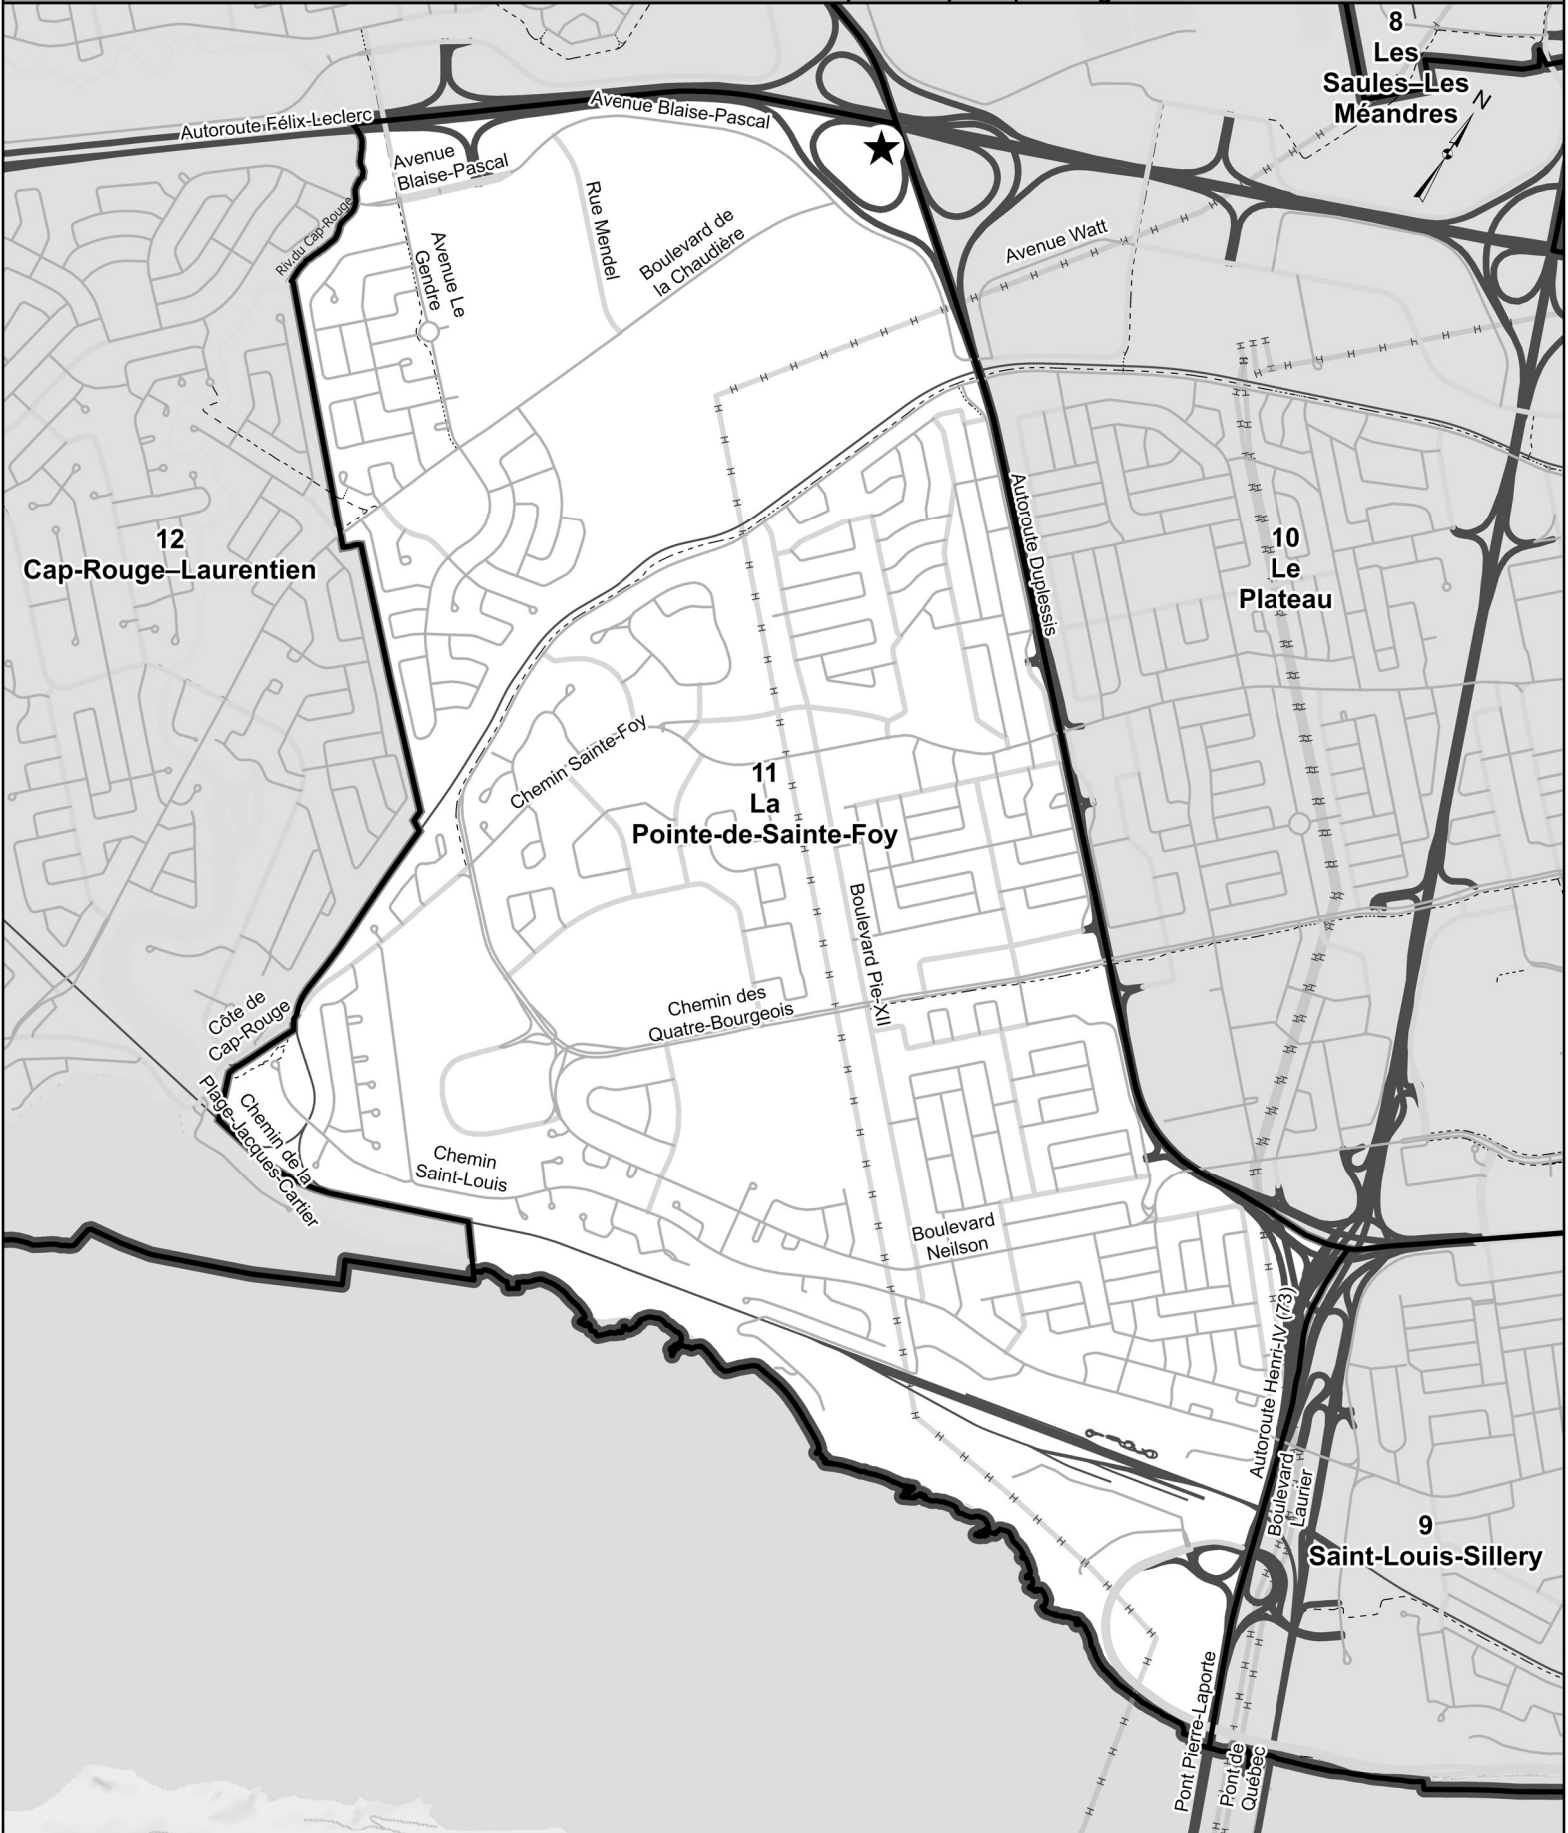 8
Les
Saules–Les
Méandres
N
Autoroute Félix-Leclerc
Avenue Blaise-Pascal
Avenue
Blaise-Pascal
Riv.du Cap-Rouge
Avenue Le
Gendre
Rue Mendel
Boulevard de
la Chaudière
Avenue Watt
Autoroute Duplessis
12
Cap-Rouge–Laurentien
10
Le
Plateau
Chemin Sainte-Foy
11
La
Pointe-de-Sainte-Foy
Boulevard Pie-XII
Chemin des
Quatre-Bourgeois
Côte de
Cap-Rouge
Chemin de la
Plage-Jacques-Cartier
Chemin
Saint-Louis
Boulevard
Neilson
Autoroute Henri-IV (73)
Boulevard
Laurier
9
Saint-Louis-Sillery
Pont Pierre-Laporte
Pont de
Québec